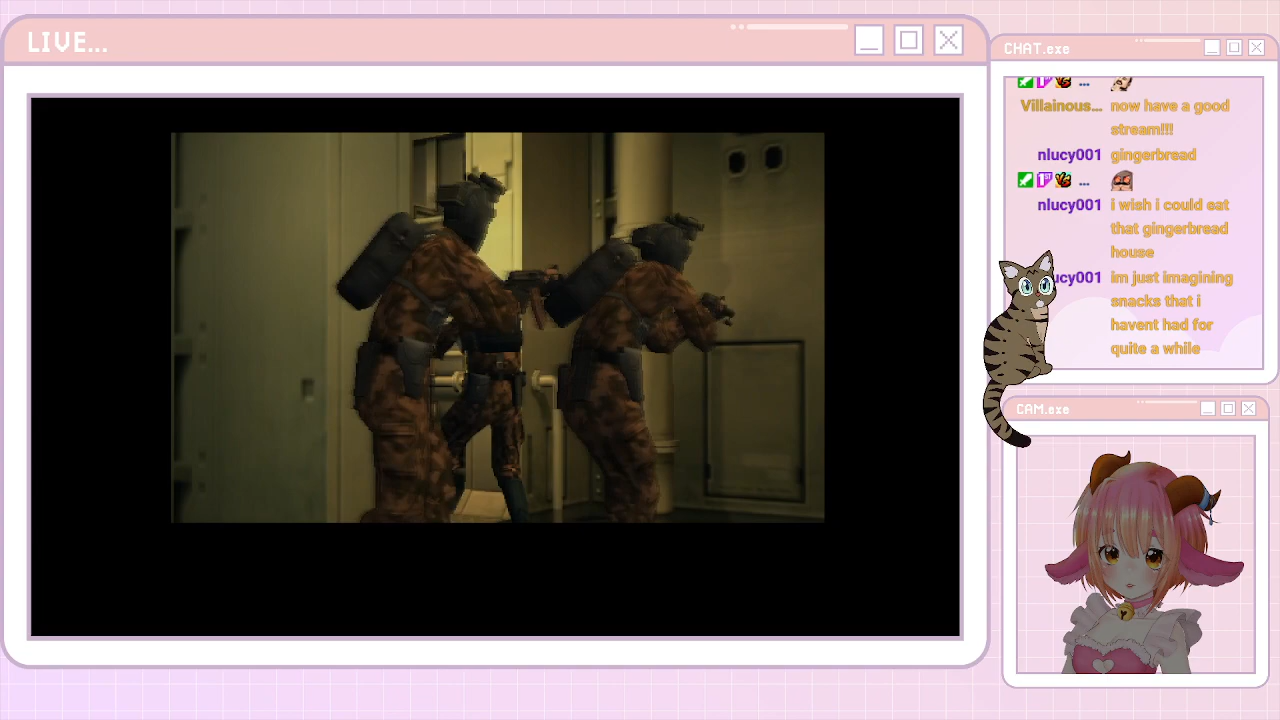 LIVE...
CHAT.exe
...
Villainous... now have a good
stream!!!
nlucy001 gingerbread
...
nlucy001 i wish i could eat
that gingerbread
house
ucy001 im just imagining
snacks that i
havent had for
quite a while
CAM.exe